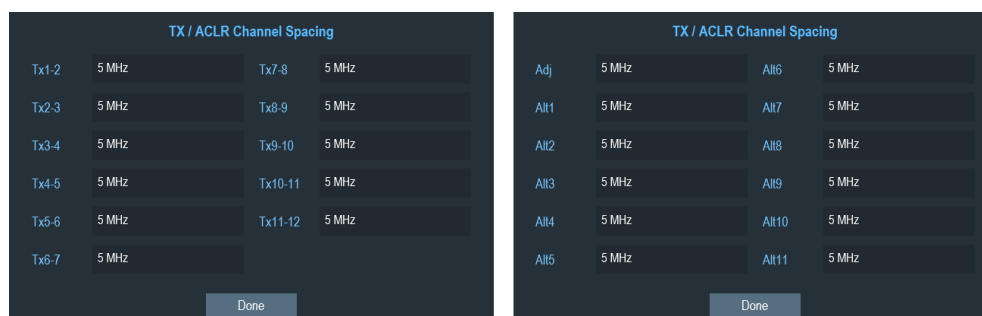 TX / ACLR Channel Spacing
Tx1-2 5 MHz Tx7-8 5 MHz
Tx2-3 5 MHz Tx8-9 5 MHz
Tx3-4 5 MHz Tx9-10 5 MHz
Tx4-5 5 MHz Tx10-11 5 MHz
Tx5-6 5 MHz Tx11-12 5 MHz
Tx6-7 5 MHz
Done
TX / ACLR Channel Spacing
Adj 5 MHz Alt6 5 MHz
Alt1 5 MHz Alt7 5 MHz
Alt2 5 MHz Alt8 5 MHz
Alt3 5 MHz Alt9 5 MHz
Alt4 5 MHz Alt10 5 MHz
Alt5 5 MHz Alt11 5 MHz
Done